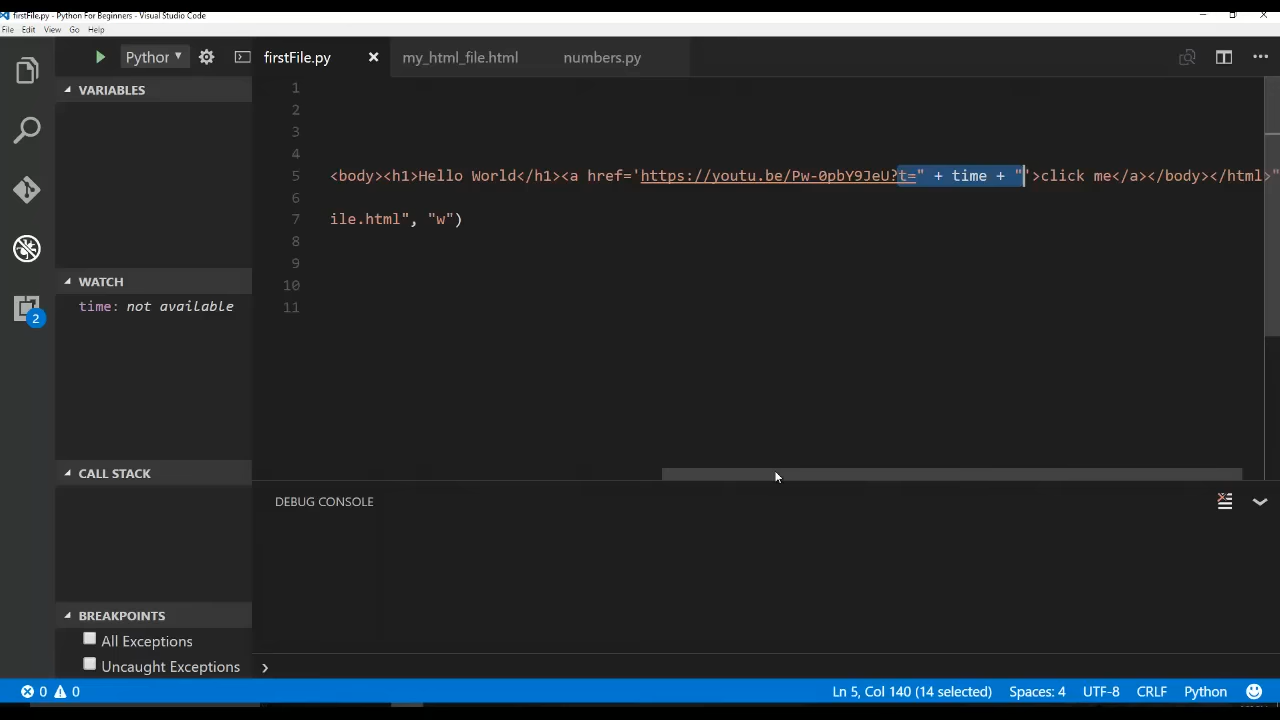 firstFile.py - Python For Beginners - Visual Studio Code
File Edit View Go Help
Python
firstFile.py
my_html_file.html
numbers.py
VARIABLES
WATCH
time: not available
CALL STACK
BREAKPOINTS
All Exceptions
Uncaught Exceptions
2
1
2
3
4
5 <body><h1>Hello World</h1><a href='https://youtu.be/Pw-0pbY9JeU?t=" + time + "'>click me</a></body></html>"
6
7 ile.html", "w")
8
9
10
11
DEBUG CONSOLE
0 0 Ln 5, Col 140 (14 selected) Spaces: 4 UTF-8 CRLF Python